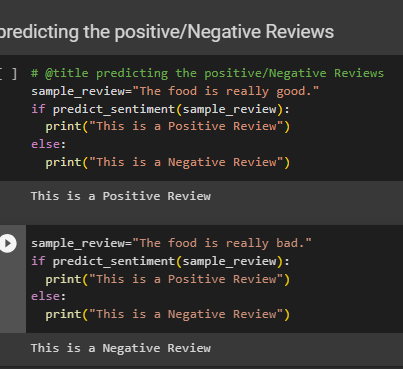 predicting the positive/Negative Reviews
[ ] # @title predicting the positive/Negative Reviews
sample_review="The food is really good."
if predict_sentiment(sample_review):
  print("This is a Positive Review")
else:
  print("This is a Negative Review")
This is a Positive Review
sample_review="The food is really bad."
if predict_sentiment(sample_review):
  print("This is a Positive Review")
else:
  print("This is a Negative Review")
This is a Negative Review